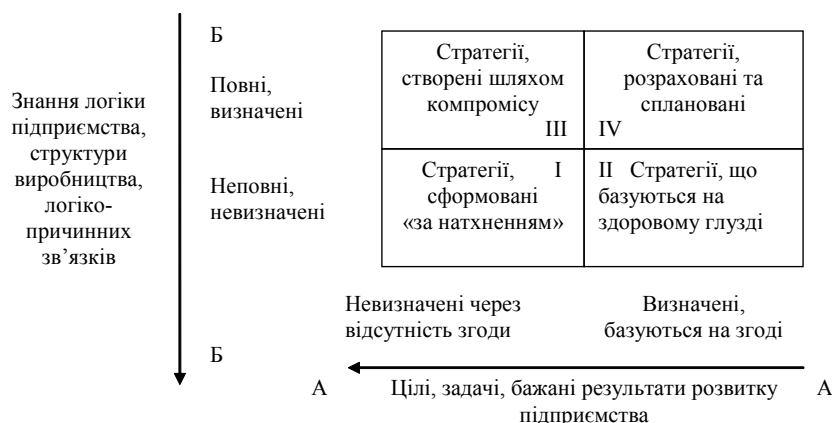 Б
Знання логіки
підприємства,
структури
виробництва,
логіко-
причинних
зв’язків
Повні,
визначені
Неповні,
невизначені
Б
Стратегії,
створені шляхом
компромісу
III
Стратегії,
розраховані та
сплановані
IV
Стратегії, I
сформовані
«за натхненням»
II Стратегії, що
базуються на
здоровому глузді
Невизначені через
відсутність згоди
Визначені,
базуються на згоді
А
Цілі, задачі, бажані результати розвитку
підприємства
А